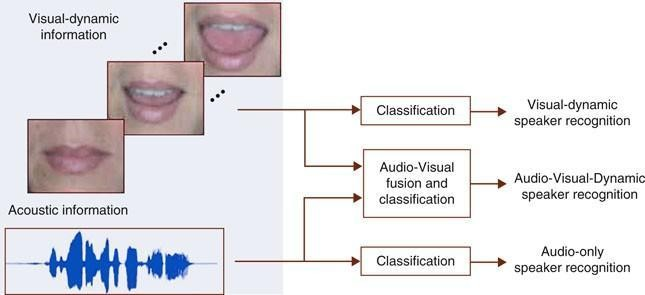 Visual-dynamic
information
Classification
Visual-dynamic
speaker recognition
Audio-Visual
fusion and
classification
Audio-Visual-Dynamic
speaker recognition
Acoustic information
Classification
Audio-only
speaker recognition